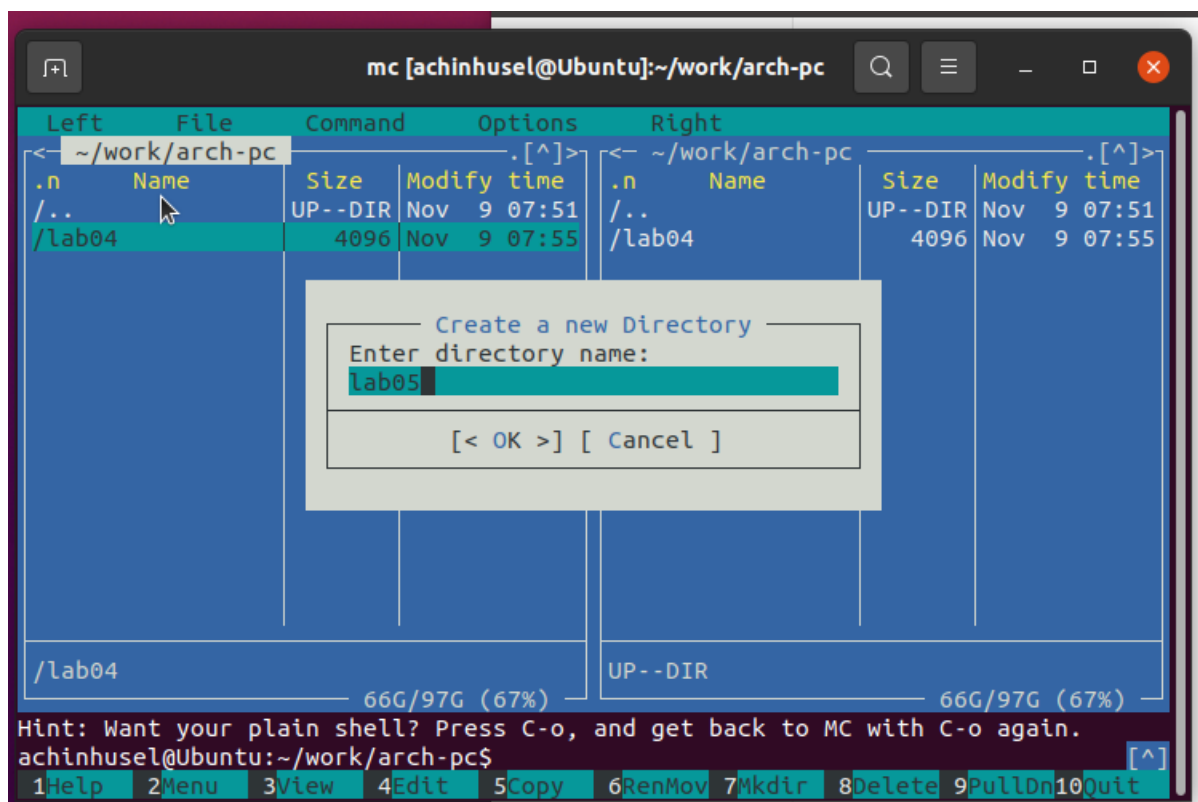 mc [achinhusel@Ubuntu]:~/work/arch-pc
Left File Command Options Right
<─ ~/work/arch-pc .[^]> <─ ~/work/arch-pc .[^]>
.n Name Size Modify time .n Name Size Modify time
/.. UP--DIR Nov 9 07:51 /.. UP--DIR Nov 9 07:51
/lab04 4096 Nov 9 07:55 /lab04 4096 Nov 9 07:55
Create a new Directory
Enter directory name:
lab05
[< OK >] [ Cancel ]
/lab04 UP--DIR
66G/97G (67%) 66G/97G (67%)
Hint: Want your plain shell? Press C-o, and get back to MC with C-o again.
achinhusel@Ubuntu:~/work/arch-pc$ [^]
1Help 2Menu 3View 4Edit 5Copy 6RenMov 7Mkdir 8Delete 9PullDn 10Quit